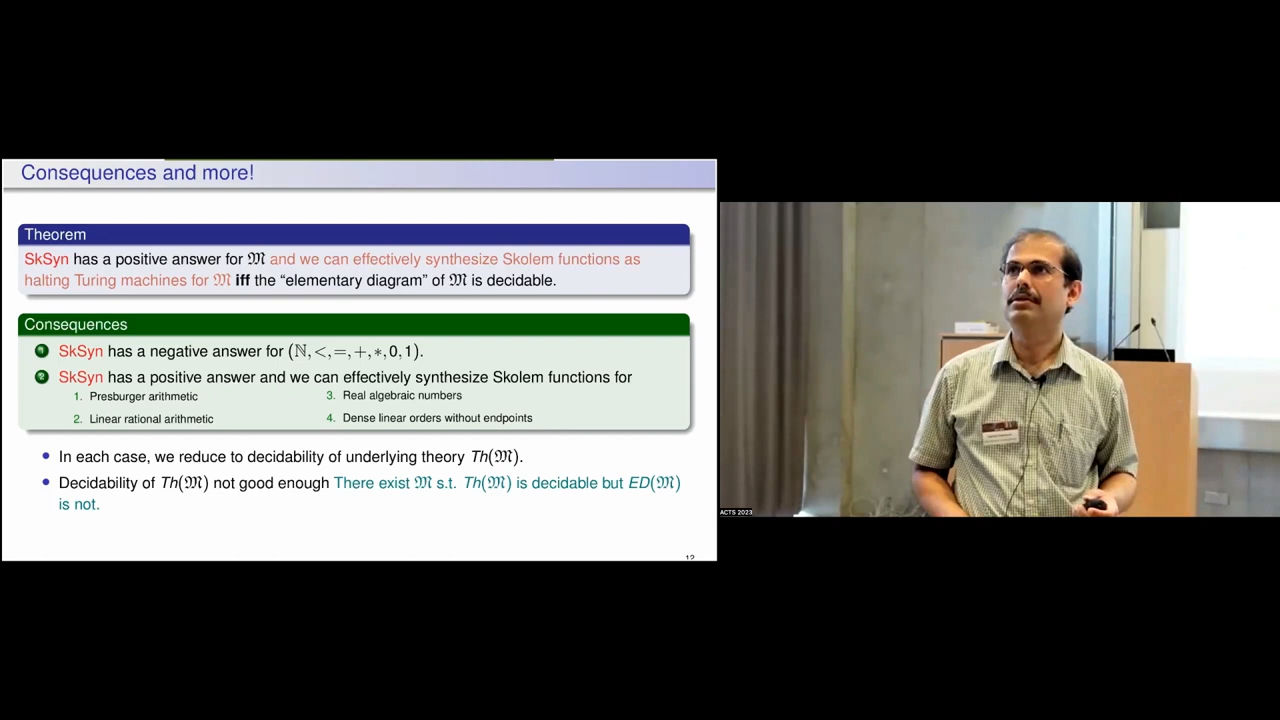 Consequences and more!
Theorem
SkSyn has a positive answer for 𝔐 and we can effectively synthesize Skolem functions as
halting Turing machines for 𝔐 iff the “elementary diagram” of 𝔐 is decidable.
Consequences
1 SkSyn has a negative answer for (ℕ, <, =, +, *, 0, 1).
2 SkSyn has a positive answer and we can effectively synthesize Skolem functions for
1. Presburger arithmetic
2. Linear rational arithmetic
3. Real algebraic numbers
4. Dense linear orders without endpoints
• In each case, we reduce to decidability of underlying theory Th(𝔐).
• Decidability of Th(𝔐) not good enough There exist 𝔐 s.t. Th(𝔐) is decidable but ED(𝔐)
is not.
12
ACTS 2023